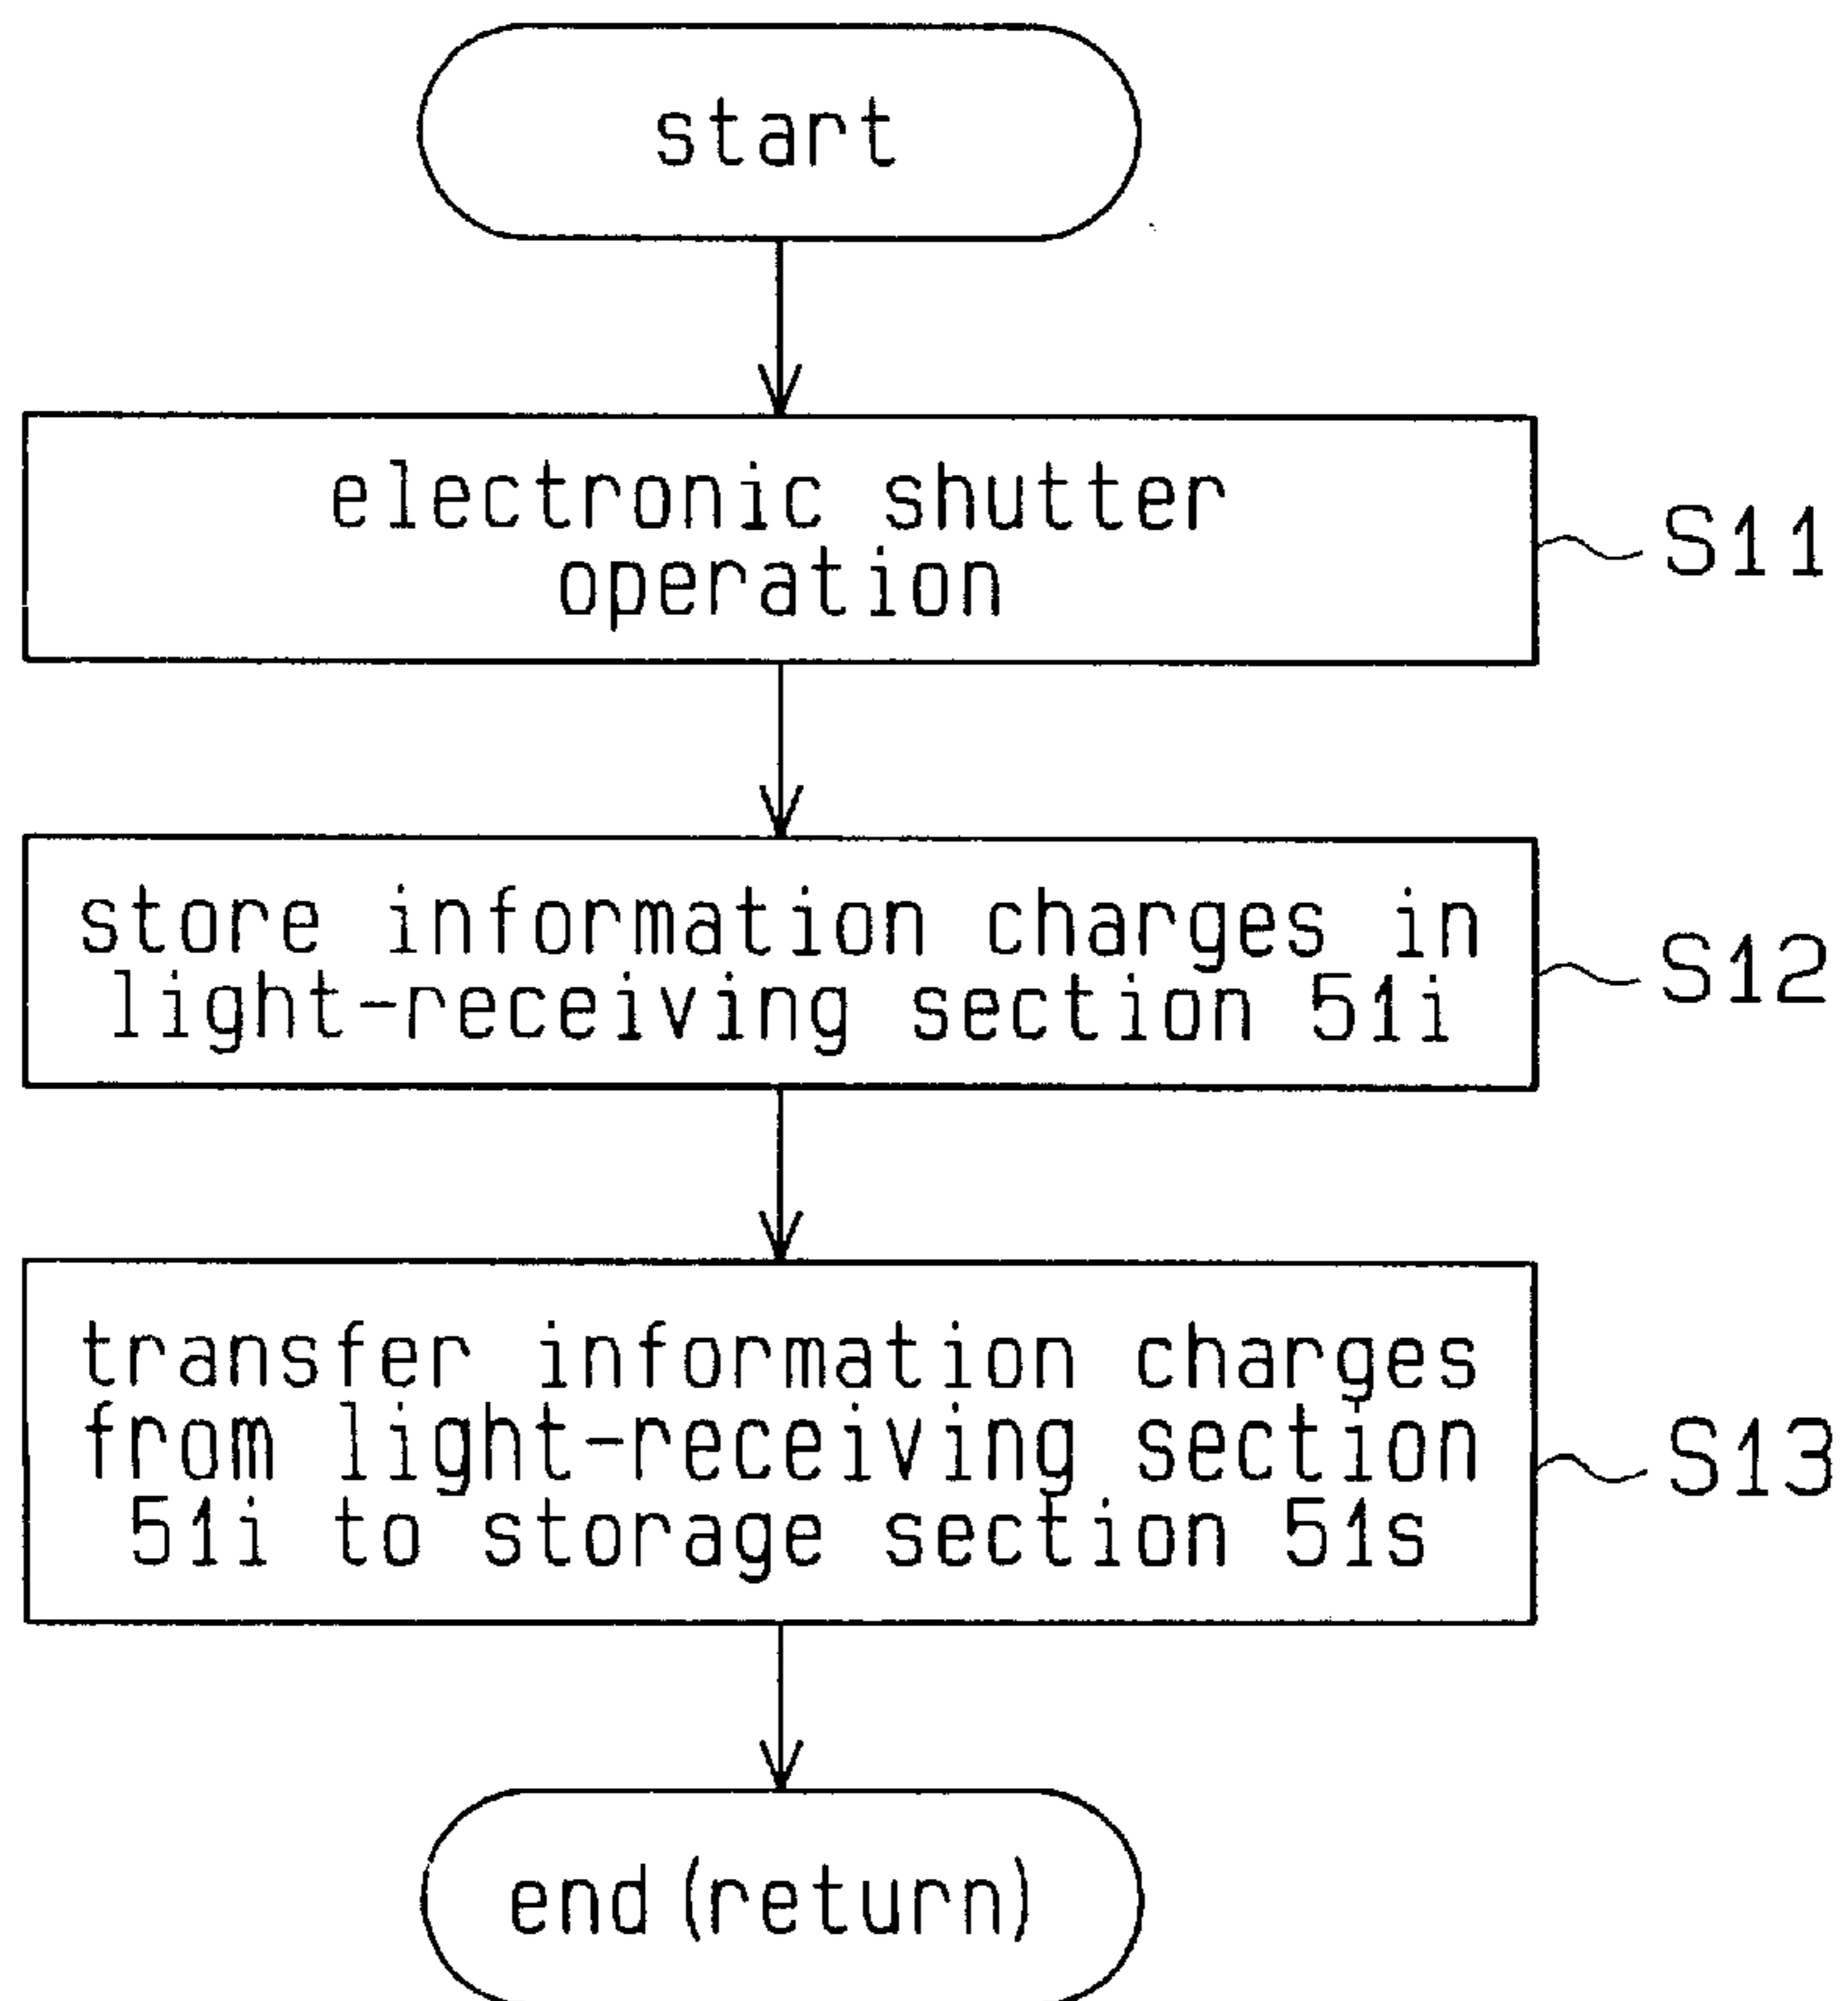 start
electronic shutter
operation
S11
store information charges in
light-receiving section 51i
S12
transfer information charges
from light-receiving section
51i to storage section 51s
S13
end(return)